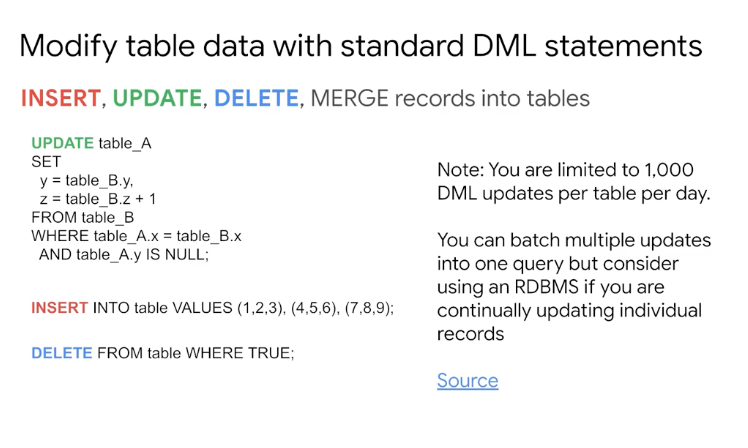 Modify table data with standard DML statements
INSERT, UPDATE, DELETE, MERGE records into tables
UPDATE table_A
SET
y = table_B.y,
z = table_B.z + 1
FROM table_B
WHERE table_A.x = table_B.x
AND table_A.y IS NULL;
INSERT INTO table VALUES (1,2,3), (4,5,6), (7,8,9);
DELETE FROM table WHERE TRUE;
Note: You are limited to 1,000
DML updates per table per day.
You can batch multiple updates
into one query but consider
using an RDBMS if you are
continually updating individual
records
Source